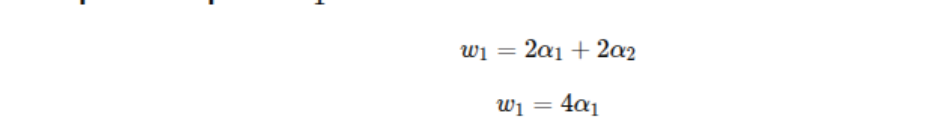 w₁ = 2α₁ + 2α₂
w₁ = 4α₁